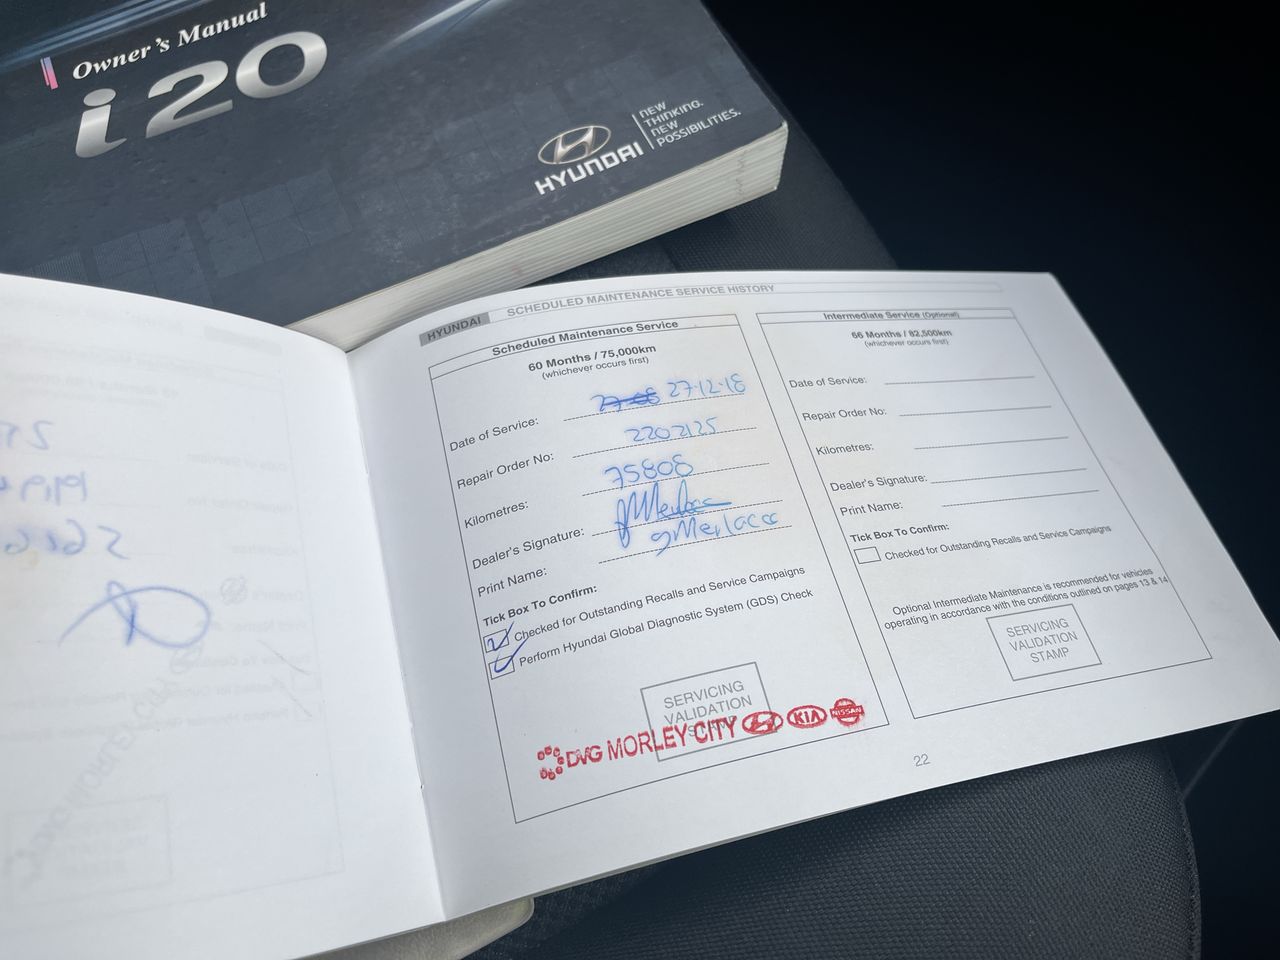 Owner's Manual
i20
HYUNDAI
NEW
THINKING.
NEW
POSSIBILITIES.
HYUNDAI SCHEDULED MAINTENANCE SERVICE HISTORY
Scheduled Maintenance Service
60 Months / 75,000km
(whichever occurs first)
Date of Service: 27-12-18
Repair Order No: 2202125
Kilometres: 75808
Dealer's Signature:
Print Name:
Tick Box To Confirm:
Checked for Outstanding Recalls and Service Campaigns
Perform Hyundai Global Diagnostic System (GDS) Check
SERVICING
VALIDATION
STAMP
DVG MORLEY CITY KIA NISSAN
Intermediate Service (Optional)
66 Months / 82,500km
(whichever occurs first)
Date of Service:
Repair Order No:
Kilometres:
Dealer's Signature:
Print Name:
Tick Box To Confirm:
Checked for Outstanding Recalls and Service Campaigns
Optional Intermediate Maintenance is recommended for vehicles
operating in accordance with the conditions outlined on pages 13 & 14
SERVICING
VALIDATION
STAMP
22